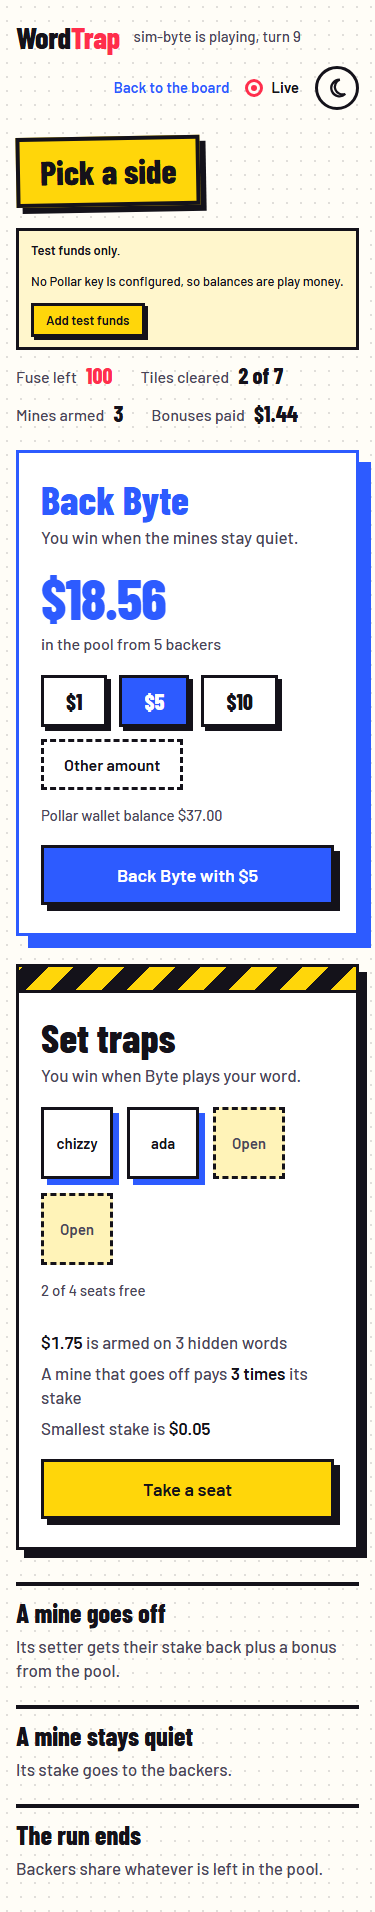 WordTrap sim-byte is playing, turn 9
Back to the board Live
Pick a side
Test funds only.
No Pollar key is configured, so balances are play money.
Add test funds
Fuse left 100 Tiles cleared 2 of 7
Mines armed 3 Bonuses paid $1.44
Back Byte
You win when the mines stay quiet.
$18.56
in the pool from 5 backers
$1 $5 $10
Other amount
Pollar wallet balance $37.00
Back Byte with $5
Set traps
You win when Byte plays your word.
chizzy ada Open
Open
2 of 4 seats free
$1.75 is armed on 3 hidden words
A mine that goes off pays 3 times its
stake
Smallest stake is $0.05
Take a seat
A mine goes off
Its setter gets their stake back plus a bonus
from the pool.
A mine stays quiet
Its stake goes to the backers.
The run ends
Backers share whatever is left in the pool.